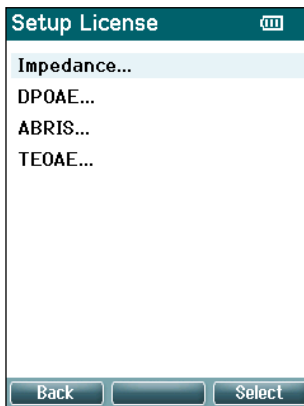 Setup License
Impedance...
DPOAE...
ABRIS...
TEOAE...
Back
Select